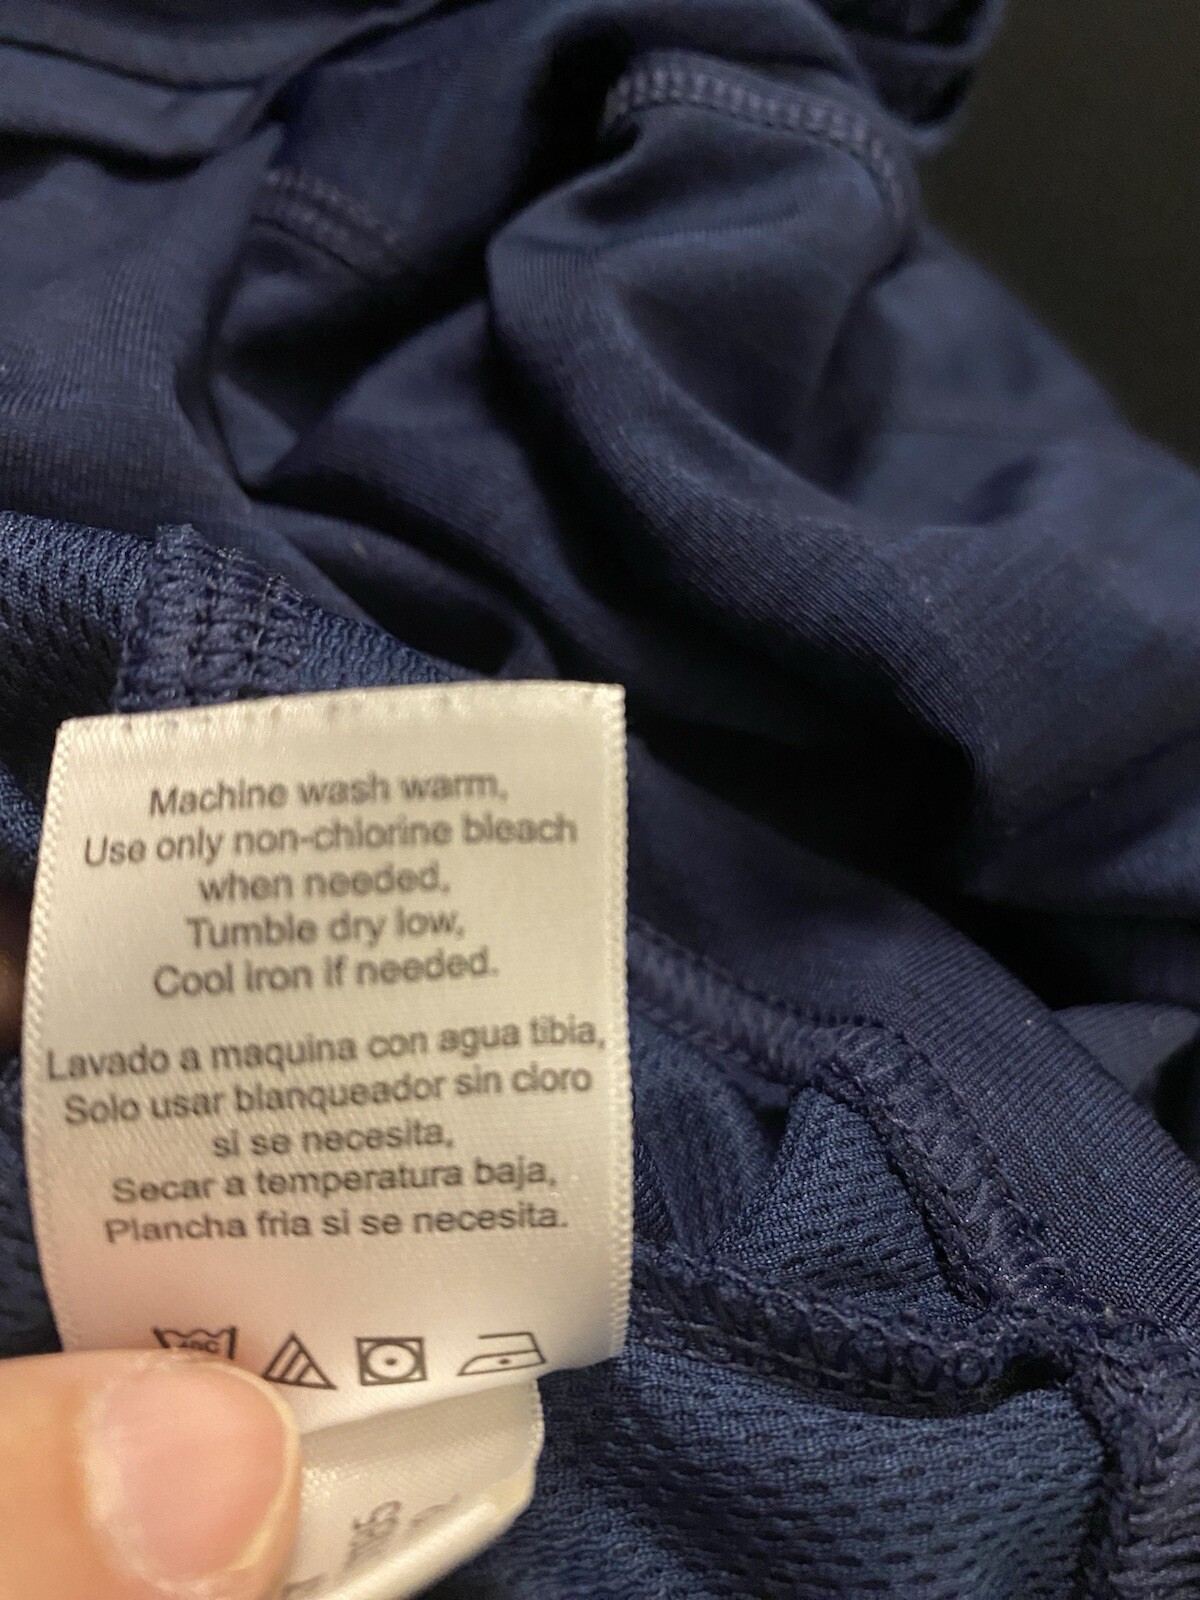 Machine wash warm,
Use only non-chlorine bleach
when needed,
Tumble dry low,
Cool iron if needed.
Lavado a maquina con agua tibia,
Solo usar blanqueador sin cloro
si se necesita,
Secar a temperatura baja,
Plancha fria si se necesita.
40C